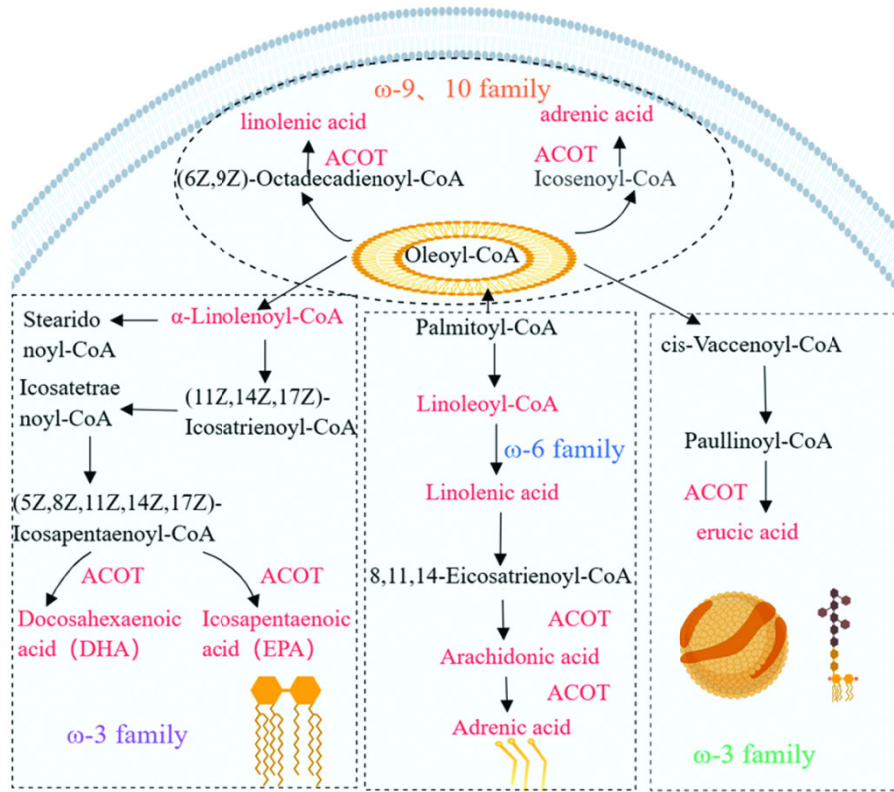 ω-9、10 family
linolenic acid
adrenic acid
ACOT
ACOT
(6Z,9Z)-Octadecadienoyl-CoA
Icosenoyl-CoA
Oleoyl-CoA
Stearido
noyl-CoA
α-Linolenoyl-CoA
Icosatetrae
noyl-CoA
(11Z,14Z,17Z)-
Icosatrienoyl-CoA
(5Z,8Z,11Z,14Z,17Z)-
Icosapentaenoyl-CoA
ACOT
ACOT
Docosahexaenoic
acid（DHA）
Icosapentaenoic
acid（EPA）
ω-3 family
Palmitoyl-CoA
Linoleoyl-CoA
ω-6 family
Linolenic acid
8,11,14-Eicosatrienoyl-CoA
ACOT
Arachidonic acid
ACOT
Adrenic acid
cis-Vaccenoyl-CoA
Paullinoyl-CoA
ACOT
erucic acid
ω-3 family